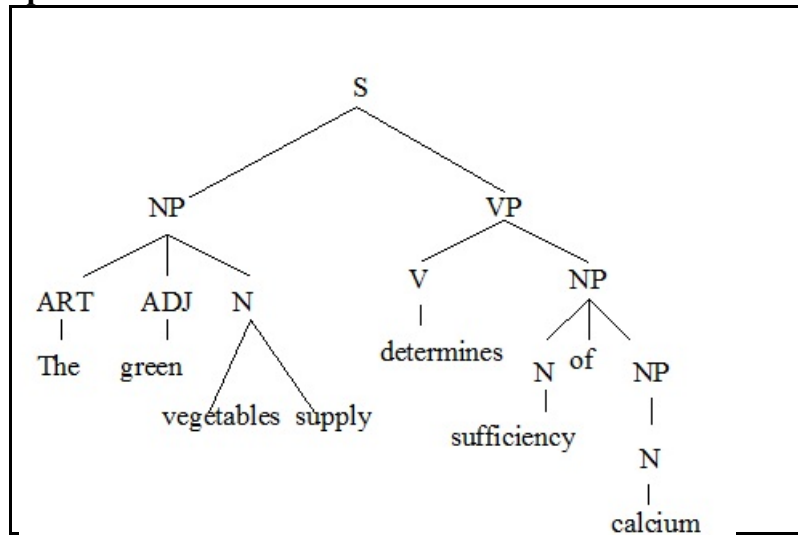 S
NP VP
V NP
ART ADJ N
The green determines
N of NP
vegetables supply
sufficiency
N
calcium